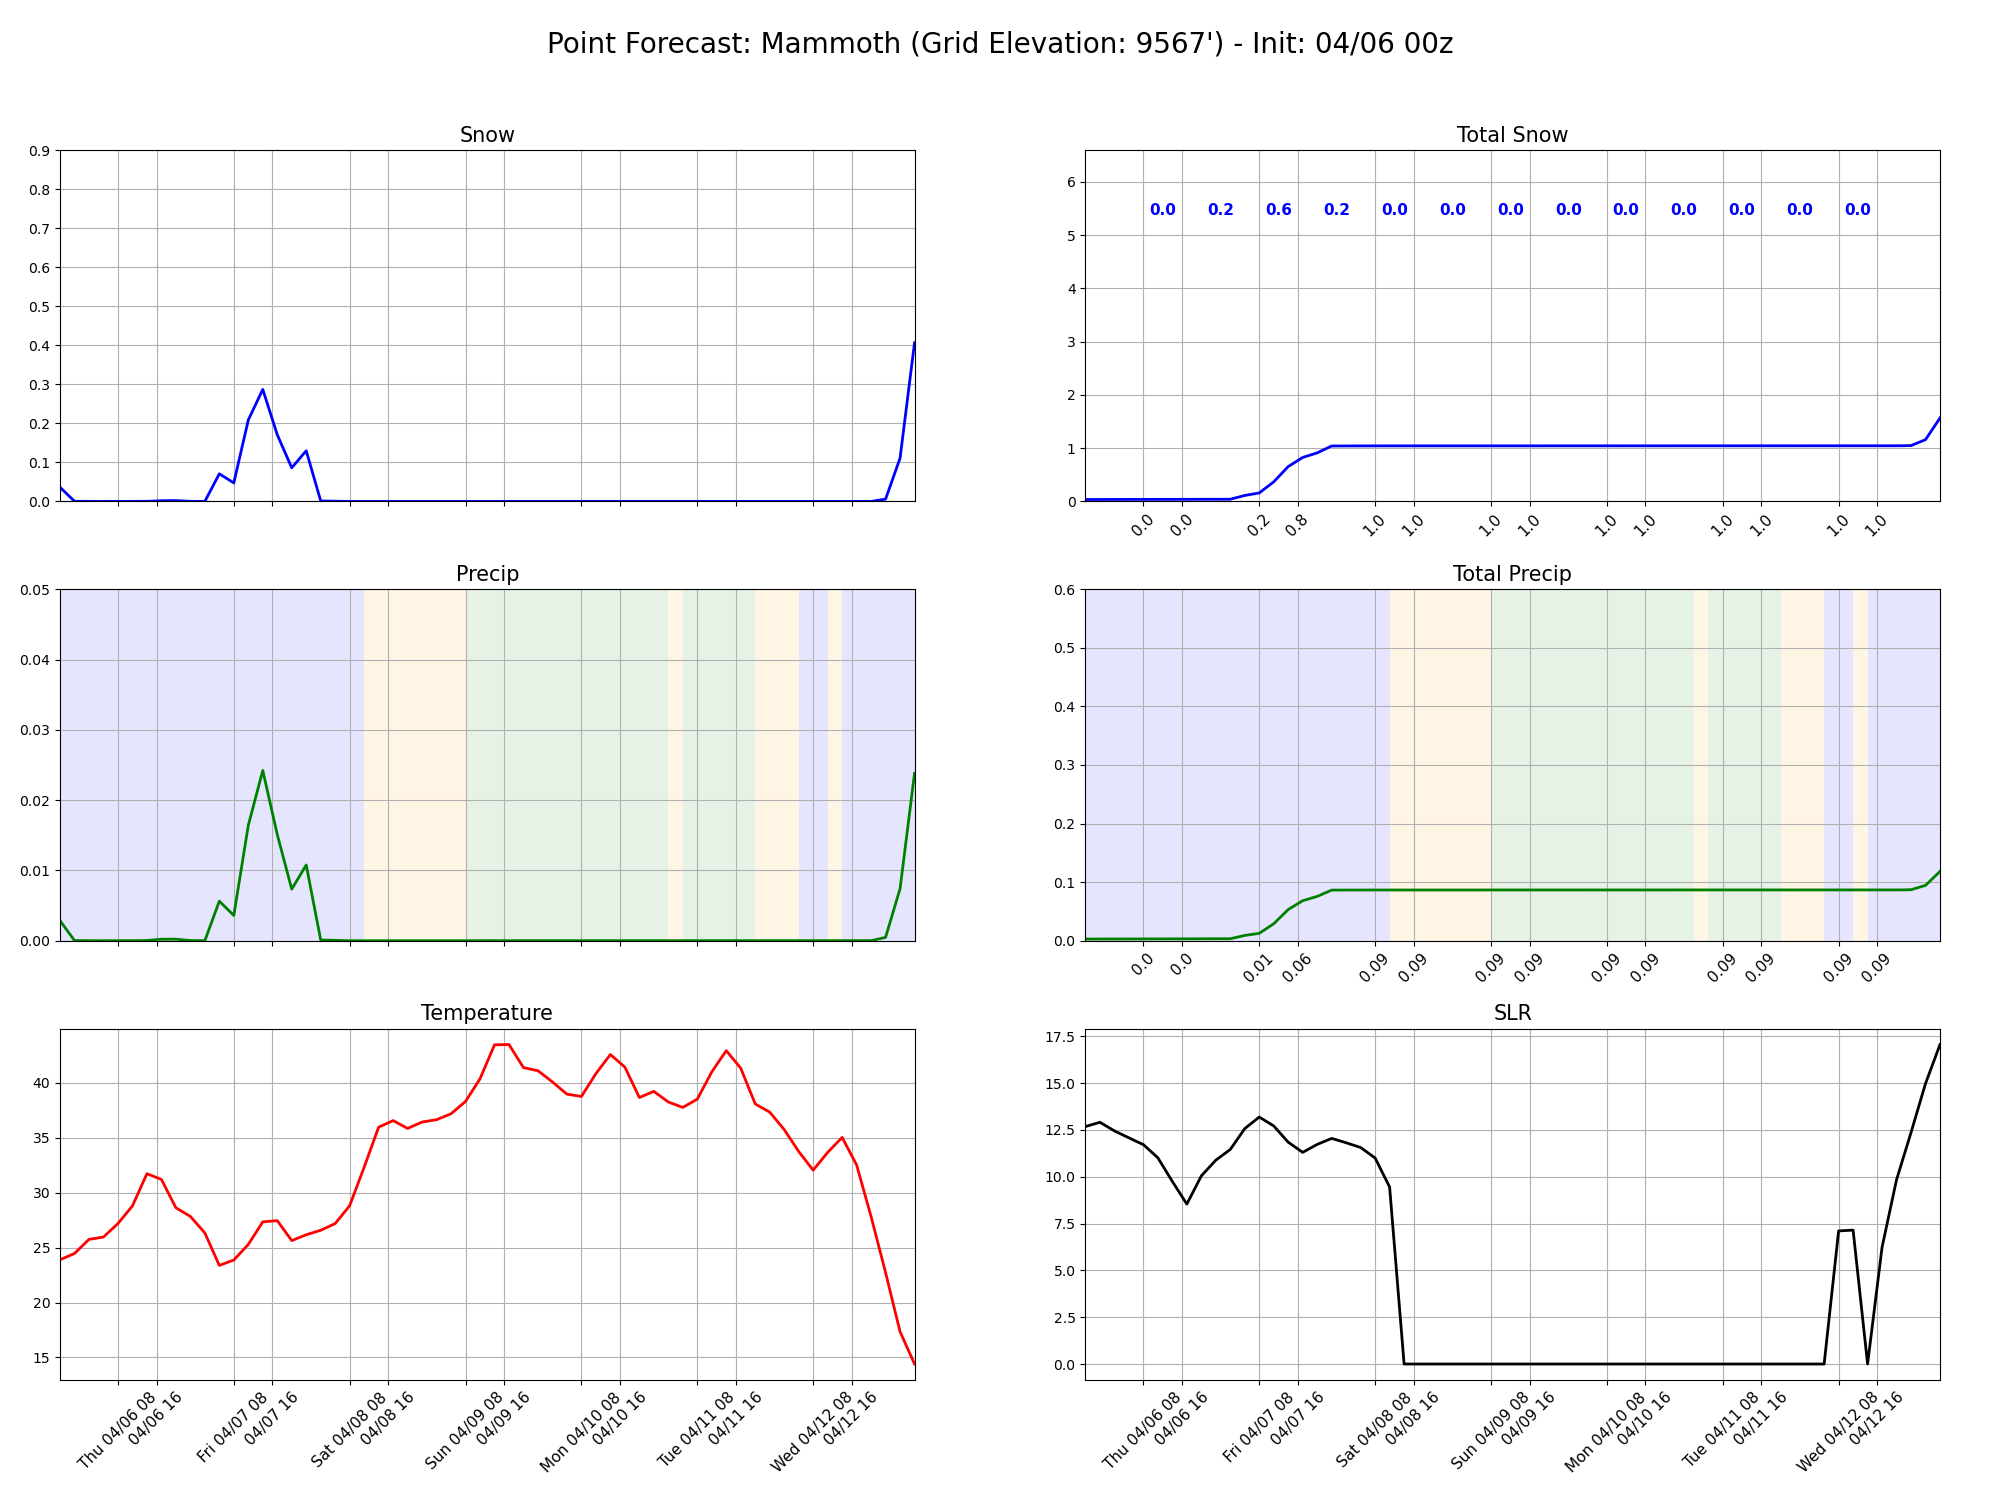 Point Forecast: Mammoth (Grid Elevation: 9567') - Init: 04/06 00z
Snow
0.9
0.8
0.7
0.6
0.5
0.4
0.3
0.2
0.1
0.0
Total Snow
6
5
4
3
2
1
0
0.0 0.2 0.6 0.2 0.0 0.0 0.0 0.0 0.0 0.0 0.0 0.0 0.0
0.0 0.0 0.2 0.8 1.0 1.0 1.0 1.0 1.0 1.0 1.0 1.0 1.0 1.0
Precip
0.05
0.04
0.03
0.02
0.01
0.00
Total Precip
0.6
0.5
0.4
0.3
0.2
0.1
0.0
0.0 0.0 0.01 0.06 0.09 0.09 0.09 0.09 0.09 0.09 0.09 0.09 0.09 0.09
Temperature
40
35
30
25
20
15
Thu 04/06 08
04/06 16
Fri 04/07 08
04/07 16
Sat 04/08 08
04/08 16
Sun 04/09 08
04/09 16
Mon 04/10 08
04/10 16
Tue 04/11 08
04/11 16
Wed 04/12 08
04/12 16
SLR
17.5
15.0
12.5
10.0
7.5
5.0
2.5
0.0
Thu 04/06 08
04/06 16
Fri 04/07 08
04/07 16
Sat 04/08 08
04/08 16
Sun 04/09 08
04/09 16
Mon 04/10 08
04/10 16
Tue 04/11 08
04/11 16
Wed 04/12 08
04/12 16